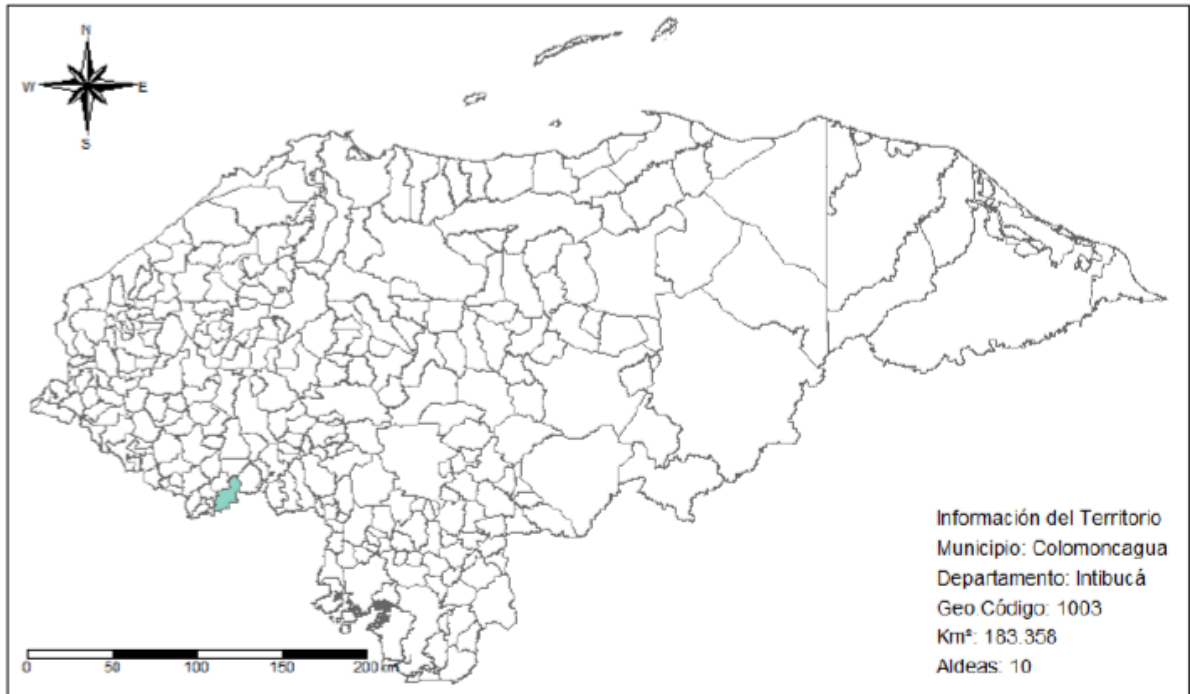 N
W E
S
Información del Territorio
Municipio: Colomoncagua
Departamento: Intibucá
Geo Código: 1003
Km²: 183.358
Aldeas: 10
0 50 100 150 200 km